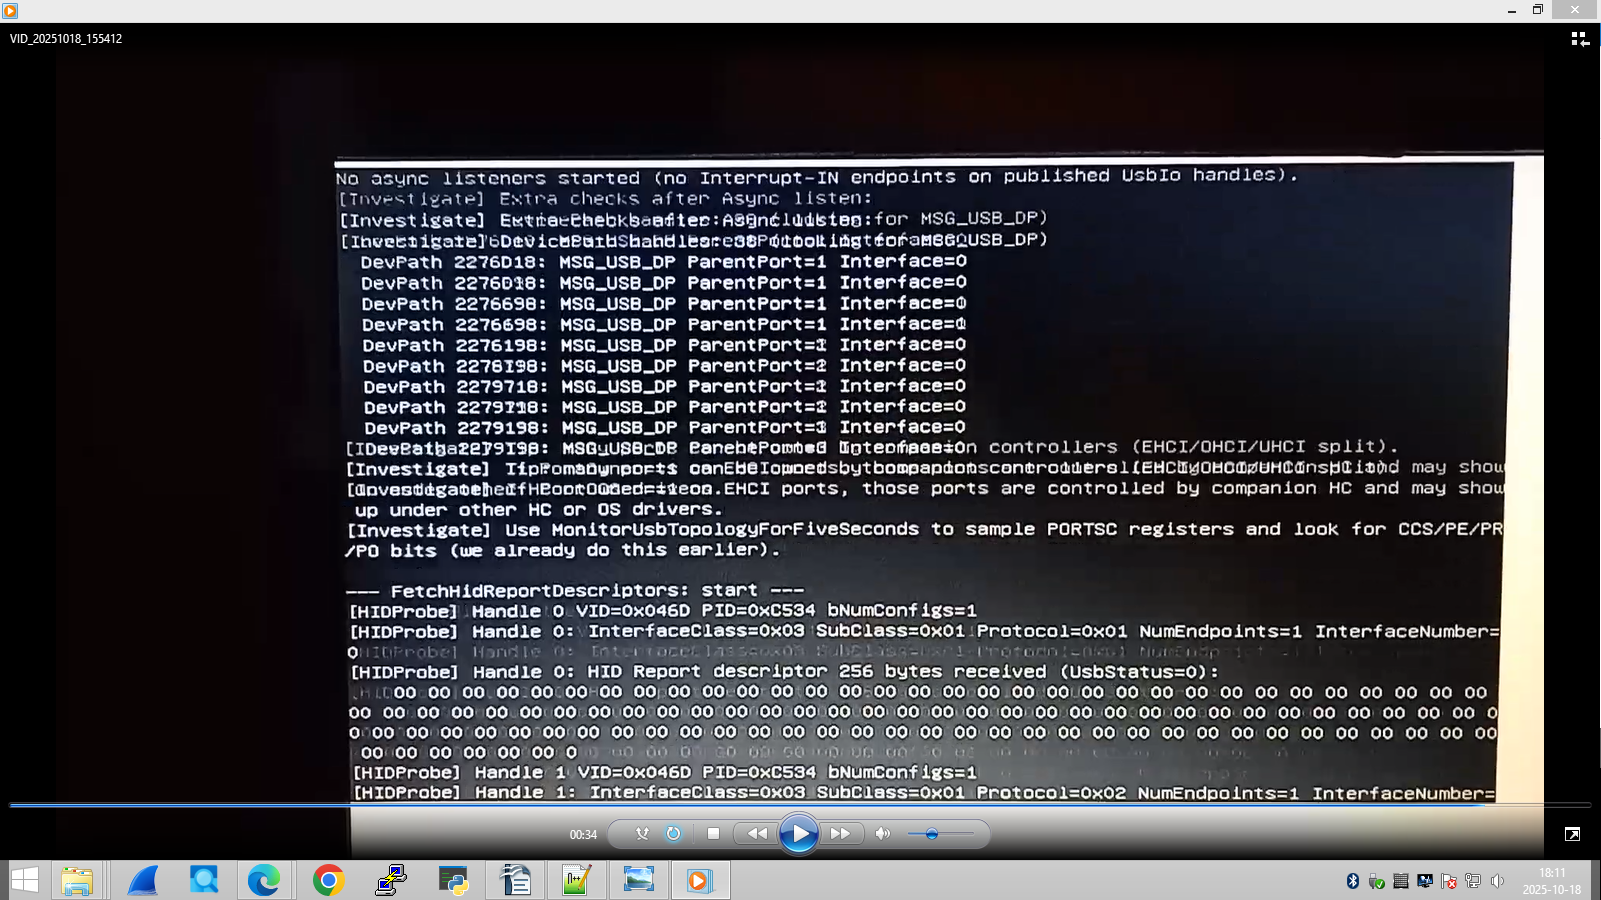 VID_20251018_155412
No async listeners started (no Interrupt-IN endpoints on published UsbIo handles).
[Investigate] Extra checks after Async listen:
[Investigate] for MSG_USB_DP)
[Investigate] DevicePath handles: 38 (looking for MSG_USB_DP)
DevPath 2276D18: MSG_USB_DP ParentPort=1 Interface=0
DevPath 2276D18: MSG_USB_DP ParentPort=1 Interface=0
DevPath 2276698: MSG_USB_DP ParentPort=1 Interface=0
DevPath 2276698: MSG_USB_DP ParentPort=1 Interface=
DevPath 2276198: MSG_USB_DP ParentPort= Interface=0
DevPath MSG_USB_DP ParentPort=2 Interface=0
DevPath 2279718: MSG_USB_DP ParentPort= Interface=0
DevPath MSG_USB_DP ParentPort= Interface=0
DevPath 2279198: MSG_USB_DP ParentPort= Interface=0
controllers (EHCI/OHCI/UHCI split).
[Investigate] and may show
[Investigate] If EHCI ports, those ports are controlled by companion HC and may show
up under other HC or OS drivers.
[Investigate] Use MonitorUsbTopologyForFiveSeconds to sample PORTSC registers and look for CCS/PE/PR
/PO bits (we already do this earlier).
--- FetchHidReportDescriptors: start ---
[HIDProbe] Handle 0 VID=0x046D PID=0xC534 bNumConfigs=1
[HIDProbe] Handle 0: InterfaceClass=0x03 SubClass=0x01 Protocol=0x01 NumEndpoints=1 InterfaceNumber=
0
[HIDProbe] Handle 0: HID Report descriptor 256 bytes received (UsbStatus=0):
00 00 00 00 00 00 00 00 00 00 00 00 00 00 00 00 00 00 00 00 00 00 00 00 00 00 00 00 00 00 00 00
00 00 00 00 00 00 00 00 00 00 00 00 00 00 00 00 00 00 00 00 00 00 00 00 00 00 00 00 00 00 00 00 0
0 00 00 00 00 00 00 00 00 00 00 00 00 00 00 00 00 00 00 00 00 00 00 00 00 00 00 00 00 00 00 00 00
00 00 00 00 00 0
[HIDProbe] Handle 1 VID=0x046D PID=0xC534 bNumConfigs=1
[HIDProbe] Handle 1: InterfaceClass=0x03 SubClass=0x01 Protocol=0x02 NumEndpoints=1 InterfaceNumber=
00:34
18:11
2025-10-18